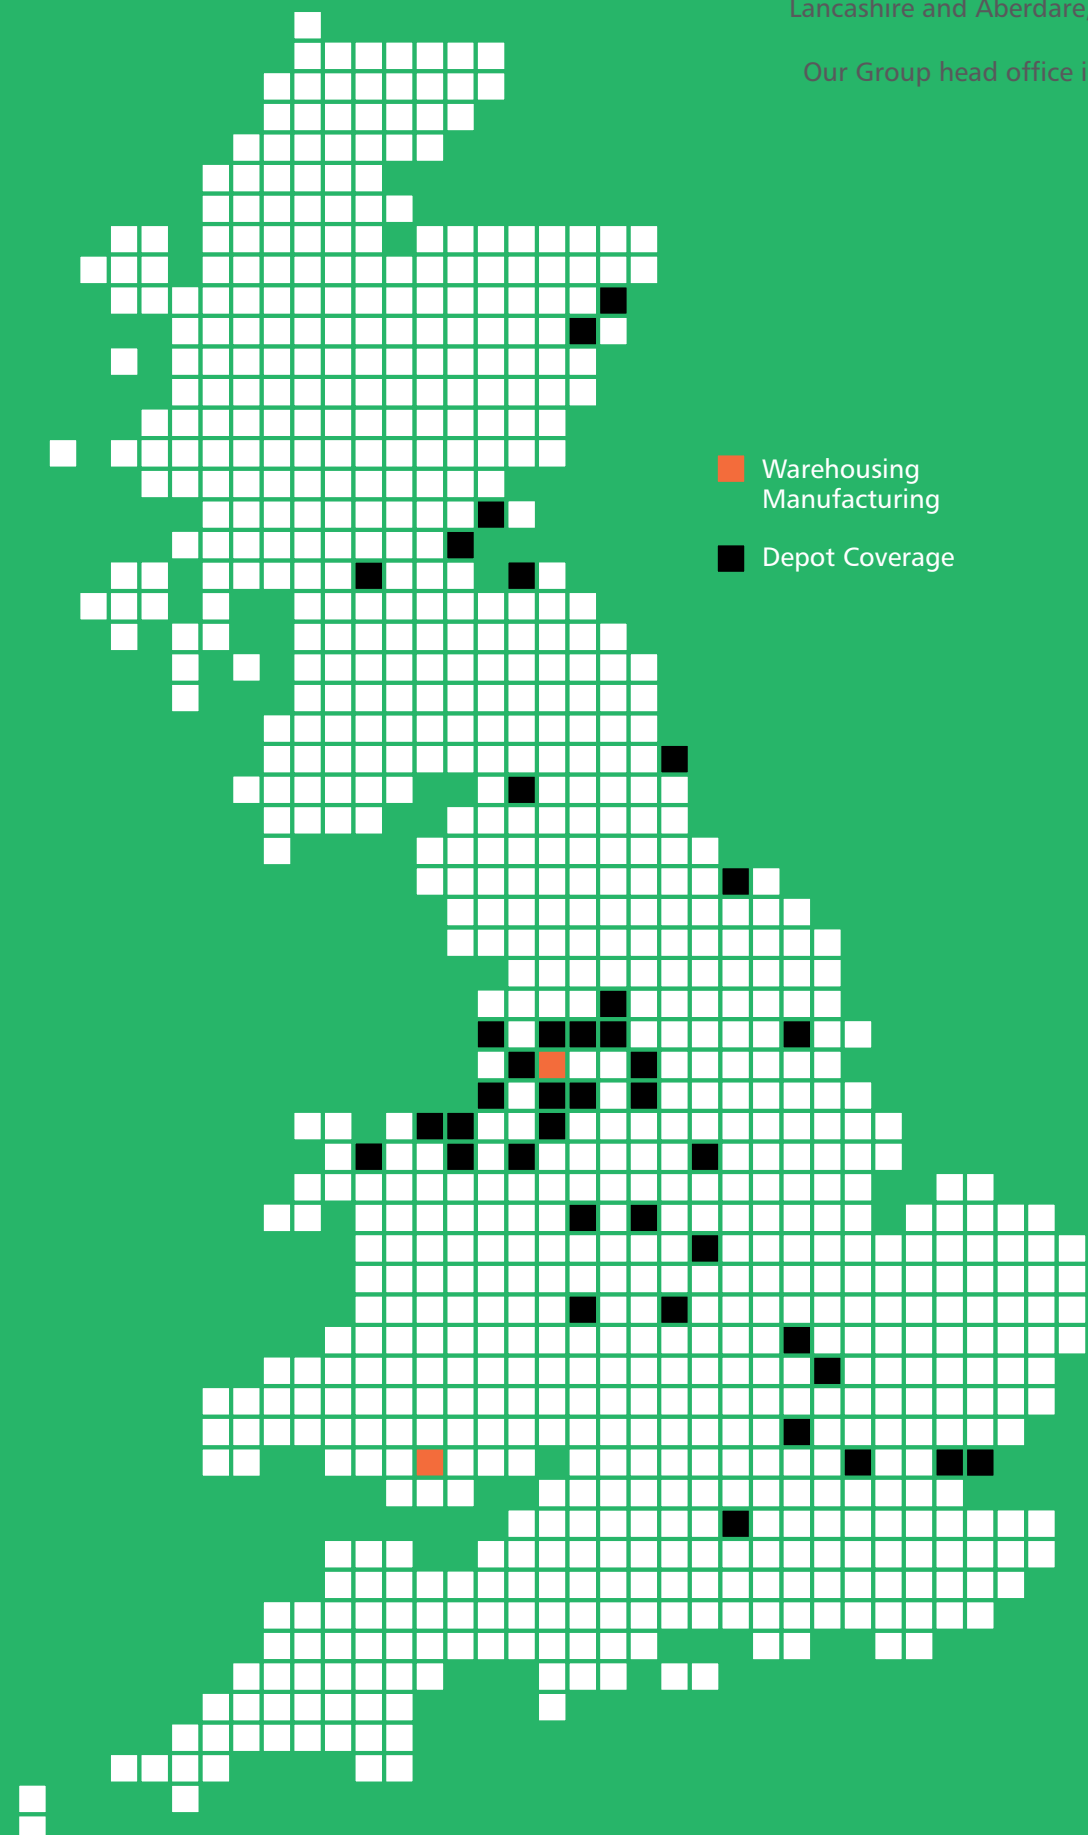 Lancashire and Aberdare,
Our Group head office i
Warehousing
Manufacturing
Depot Coverage